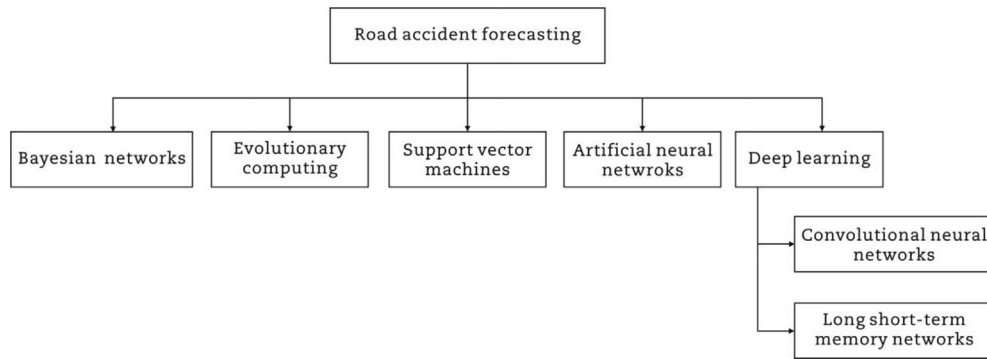 Road accident forecasting
Bayesian networks
Evolutionary
computing
Support vector
machines
Artificial neural
netwroks
Deep learning
Convolutional neural
networks
Long short-term
memory networks